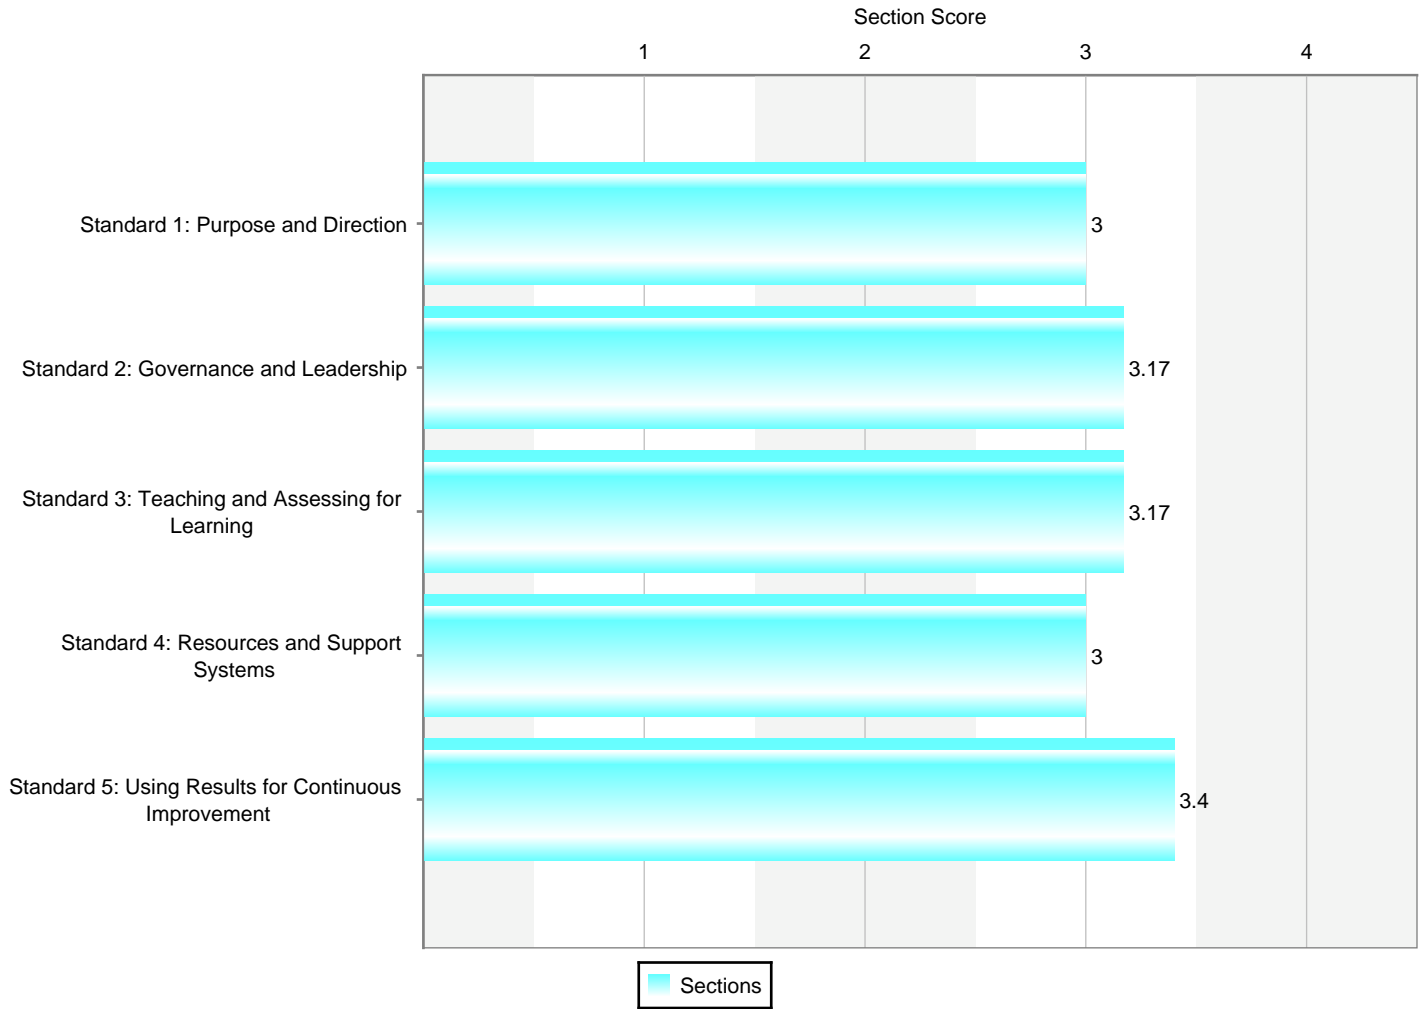 Section Score
1 2 3 4
Standard 1: Purpose and Direction
3
Standard 2: Governance and Leadership
3.17
Standard 3: Teaching and Assessing for
Learning
3.17
Standard 4: Resources and Support
Systems
3
Standard 5: Using Results for Continuous
Improvement
3.4
Sections